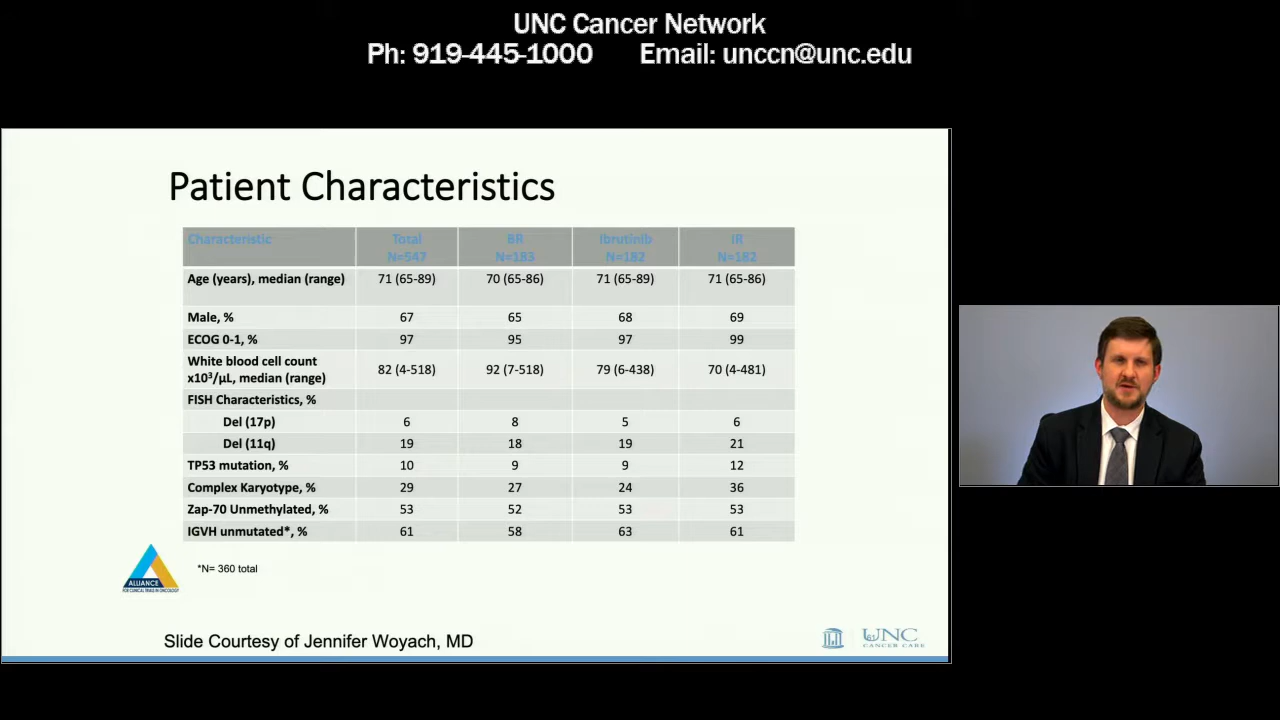 UNC Cancer Network
Ph: 919-445-1000 Email: unccn@unc.edu
Patient Characteristics
Characteristic Total N=547 BR N=183 Ibrutinib N=182 IR N=182
Age (years), median (range) 71 (65-89) 70 (65-86) 71 (65-89) 71 (65-86)
Male, % 67 65 68 69
ECOG 0-1, % 97 95 97 99
White blood cell count x10³/µL, median (range) 82 (4-518) 92 (7-518) 79 (6-438) 70 (4-481)
FISH Characteristics, %
Del (17p) 6 8 5 6
Del (11q) 19 18 19 21
TP53 mutation, % 10 9 9 12
Complex Karyotype, % 29 27 24 36
Zap-70 Unmethylated, % 53 52 53 53
IGVH unmutated*, % 61 58 63 61
*N= 360 total
ALLIANCE
FOR CLINICAL TRIALS IN ONCOLOGY
Slide Courtesy of Jennifer Woyach, MD
UNC
CANCER CARE